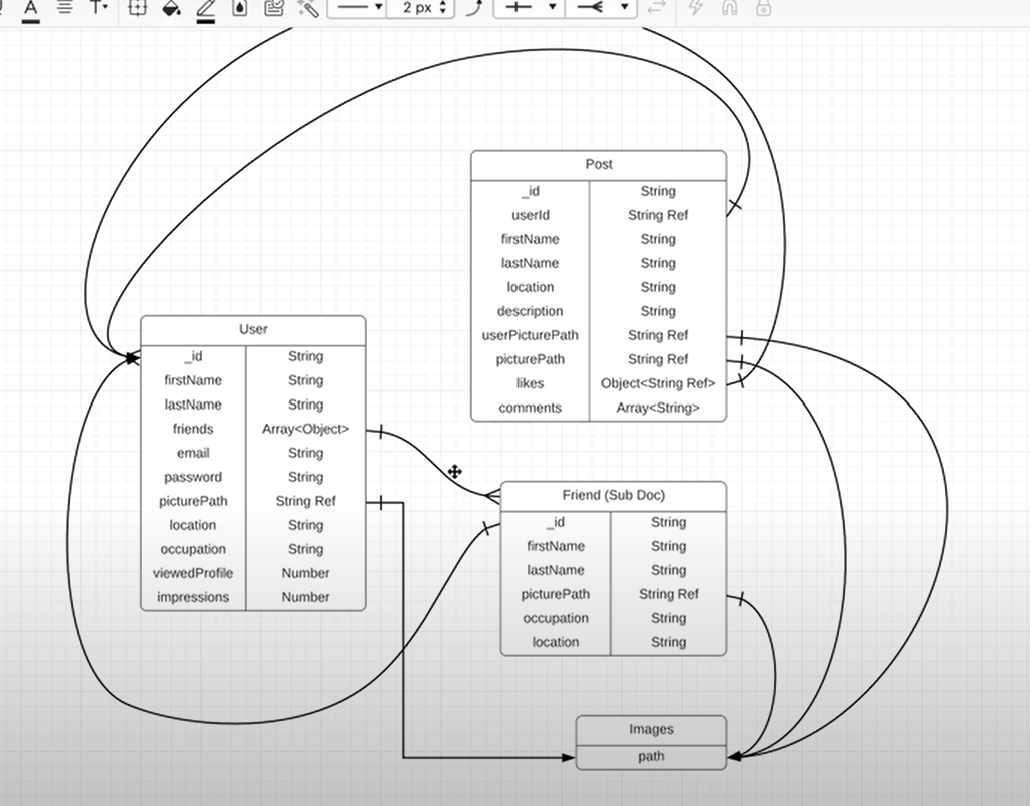 A T 2 px
Post
_id String
userId String Ref
firstName String
lastName String
location String
description String
userPicturePath String Ref
picturePath String Ref
likes Object<String Ref>
comments Array<String>
User
_id String
firstName String
lastName String
friends Array<Object>
email String
password String
picturePath String Ref
location String
occupation String
viewedProfile Number
impressions Number
Friend (Sub Doc)
_id String
firstName String
lastName String
picturePath String Ref
occupation String
location String
Images
path